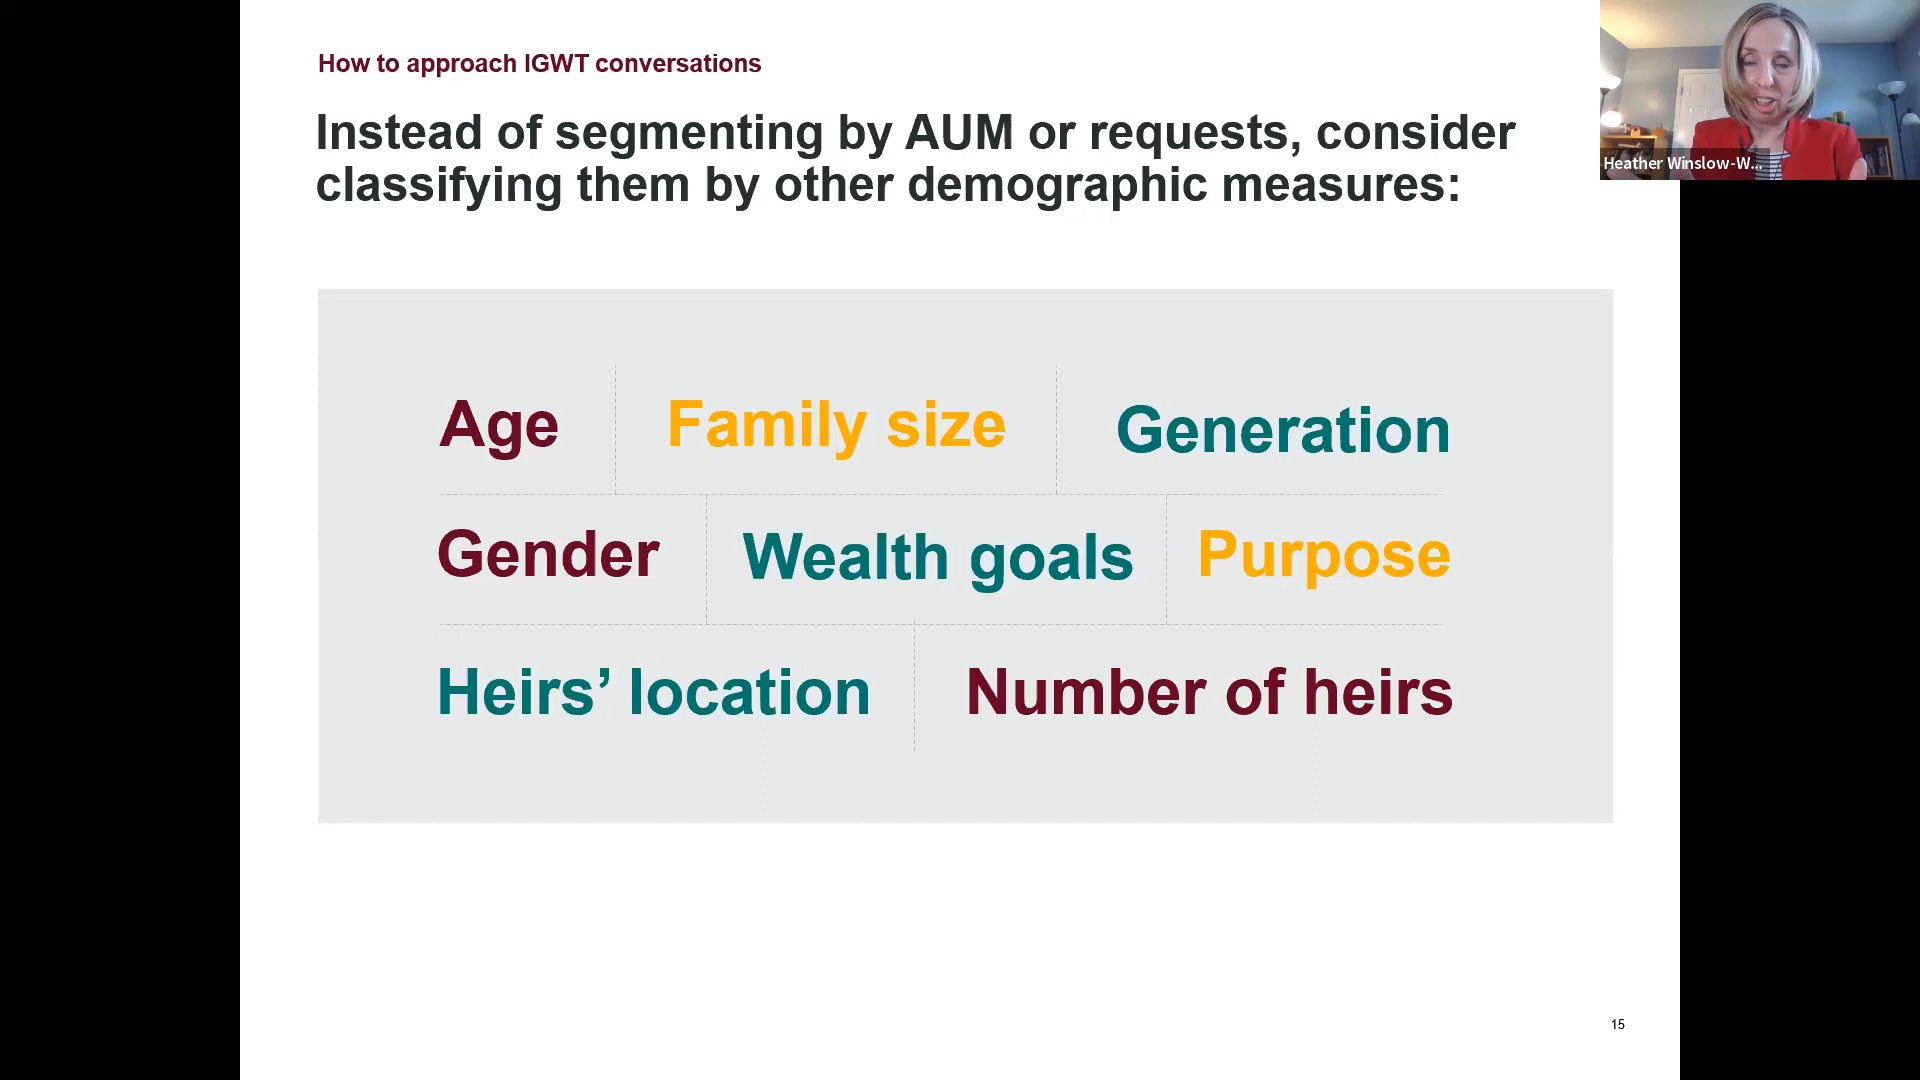 How to approach IGWT conversations
Instead of segmenting by AUM or requests, consider
classifying them by other demographic measures:
Heather Winslow-W...
Age
Family size
Generation
Gender
Wealth goals
Purpose
Heirs’ location
Number of heirs
15